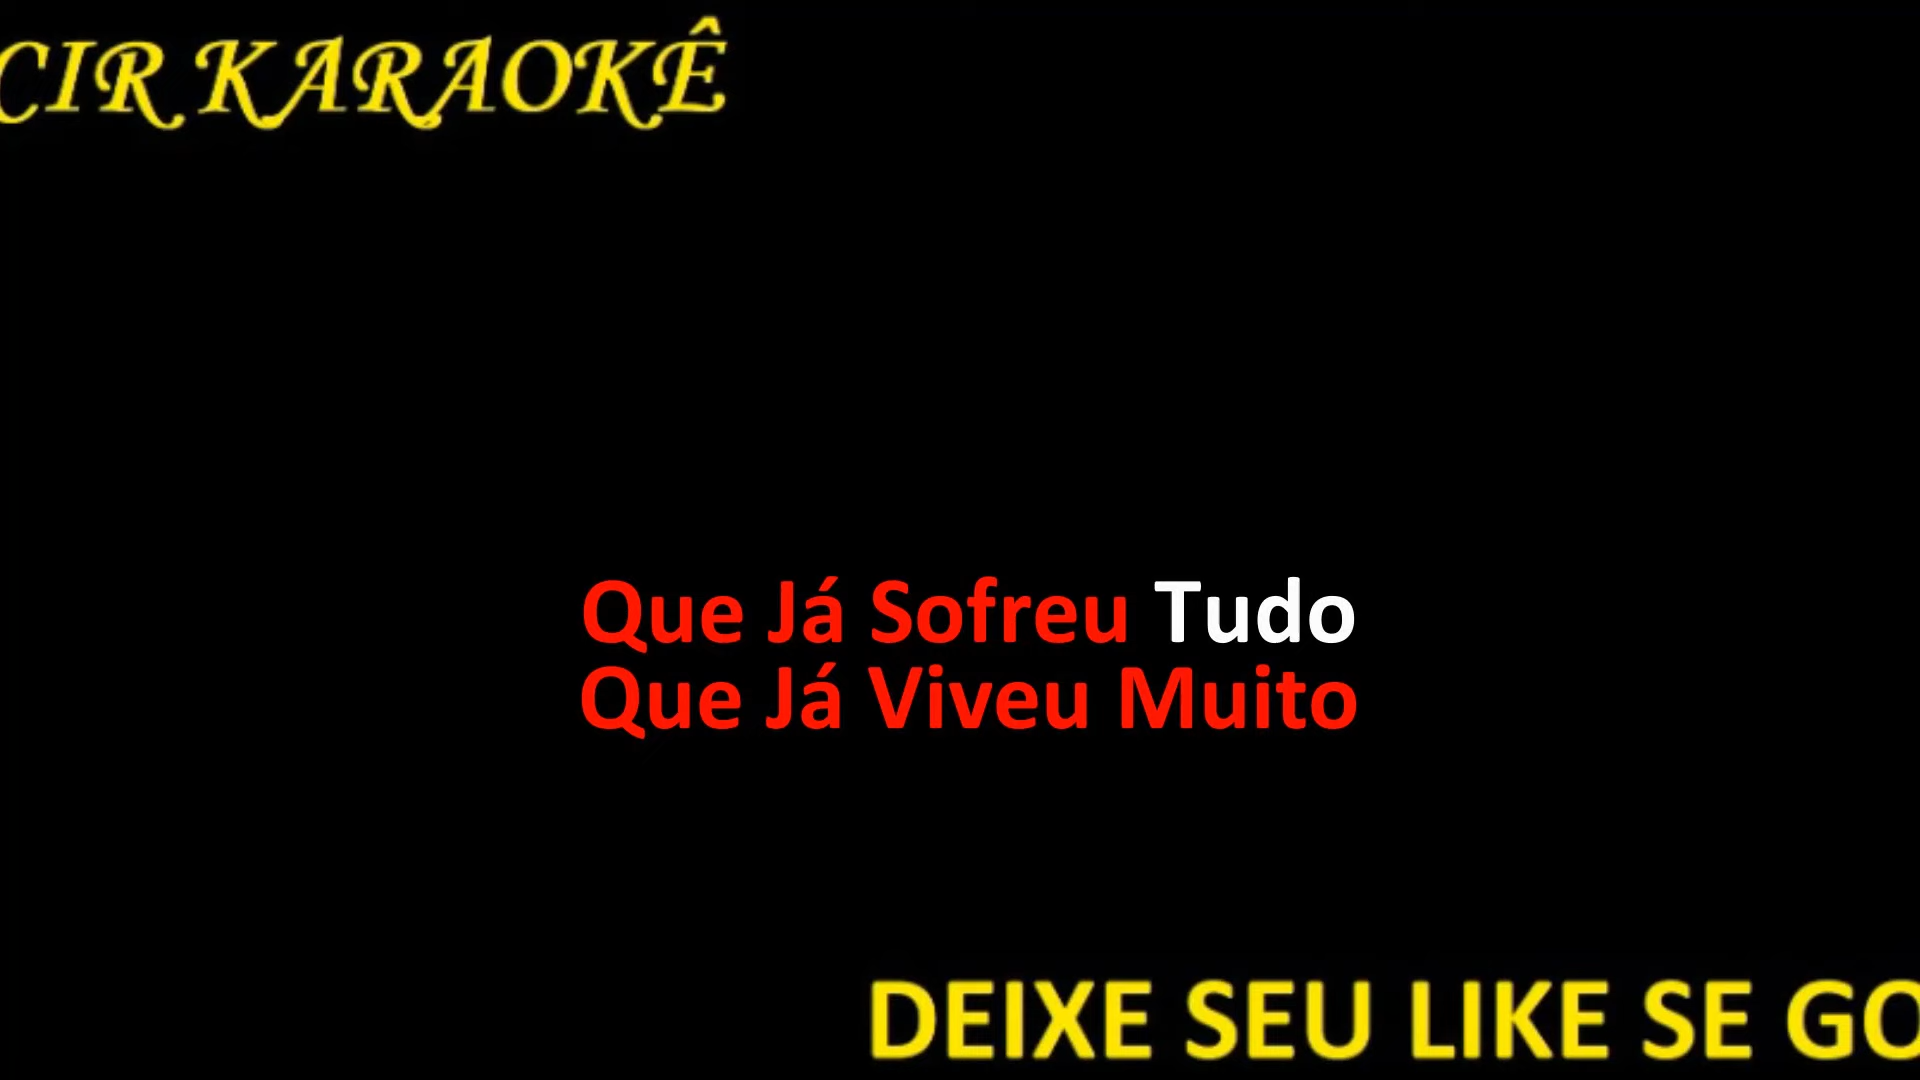 CIR KARAOKÊ
Que Já Sofreu Tudo
Que Já Viveu Muito
DEIXE SEU LIKE SE GO